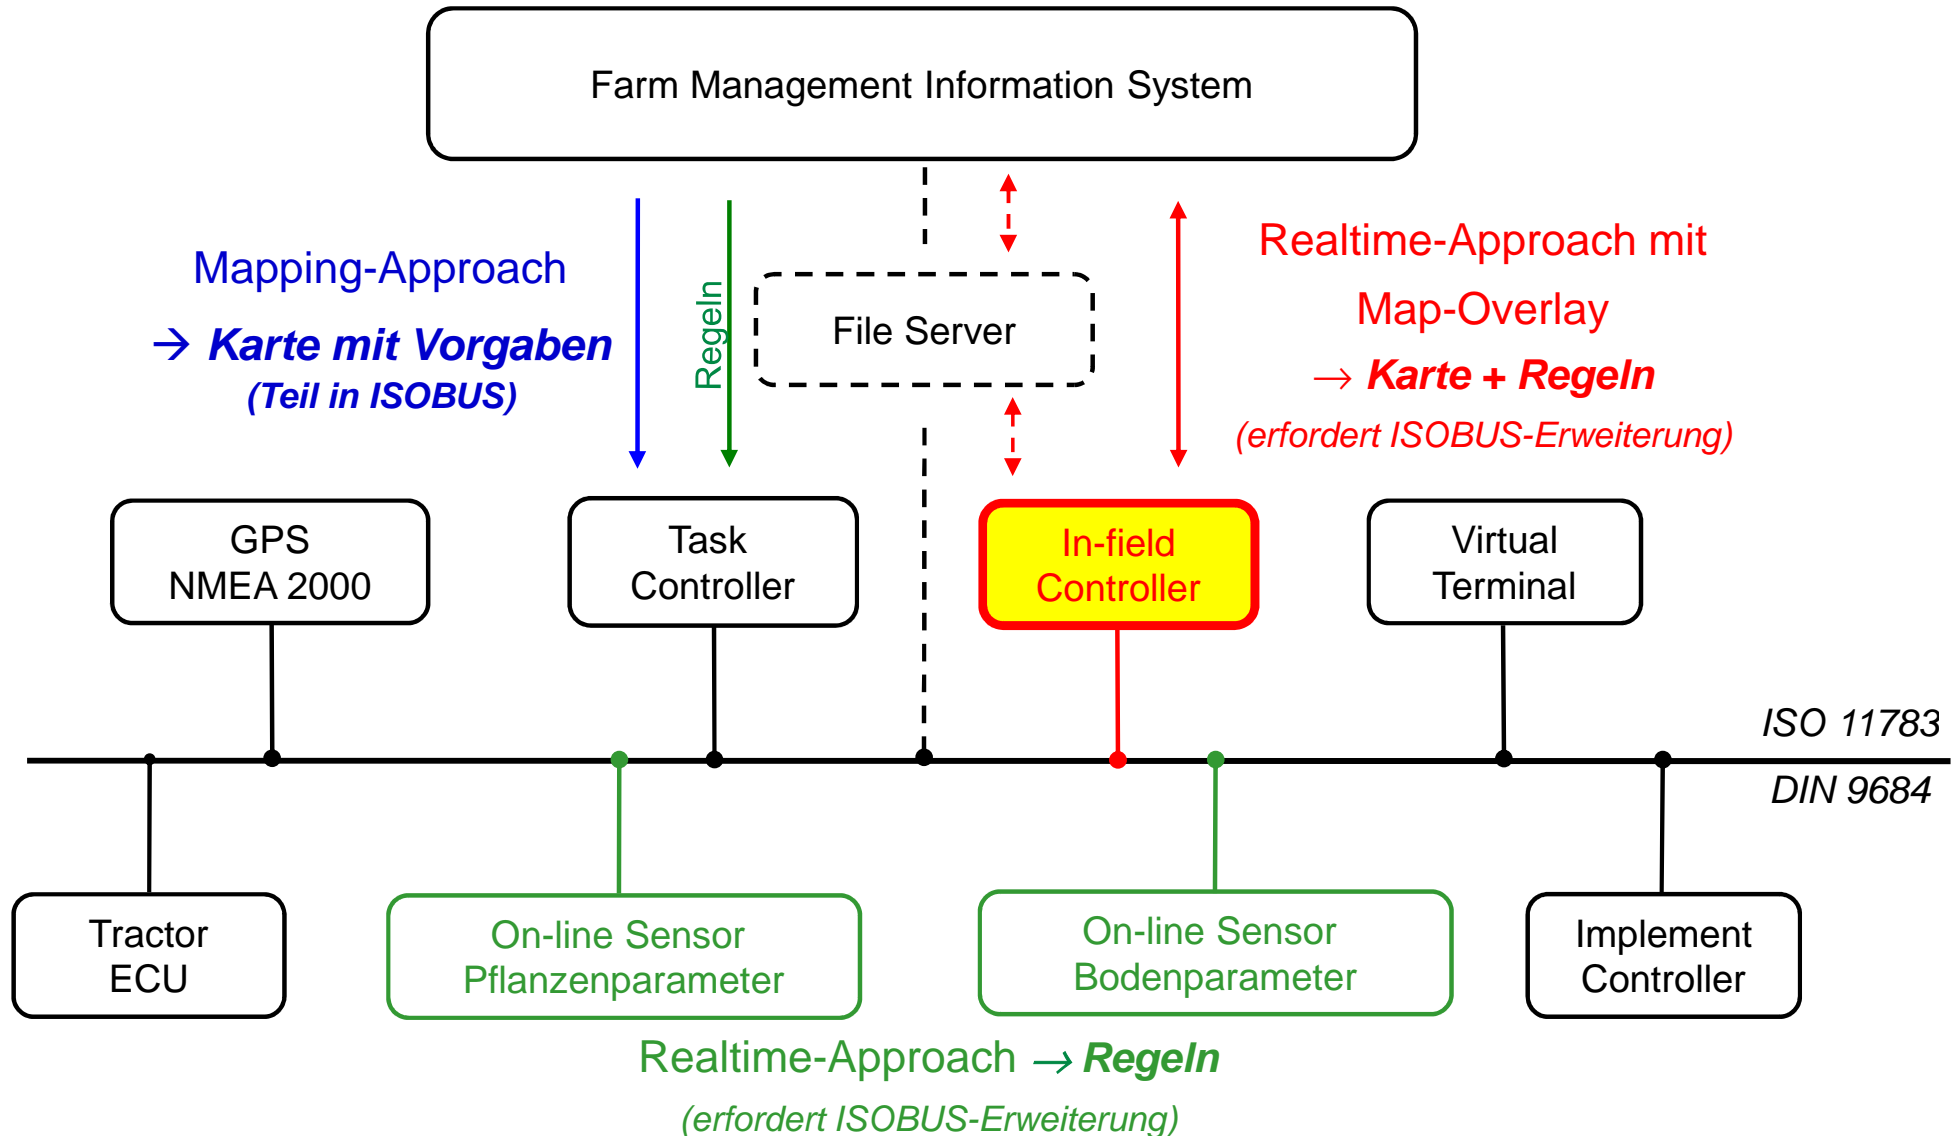 Farm Management Information System
Mapping-Approach
→ Karte mit Vorgaben
(Teil in ISOBUS)
Regeln
File Server
Realtime-Approach mit
Map-Overlay
→ Karte + Regeln
(erfordert ISOBUS-Erweiterung)
GPS
NMEA 2000
Task
Controller
In-field
Controller
Virtual
Terminal
ISO 11783
DIN 9684
Tractor
ECU
On-line Sensor
Pflanzenparameter
On-line Sensor
Bodenparameter
Implement
Controller
Realtime-Approach → Regeln
(erfordert ISOBUS-Erweiterung)